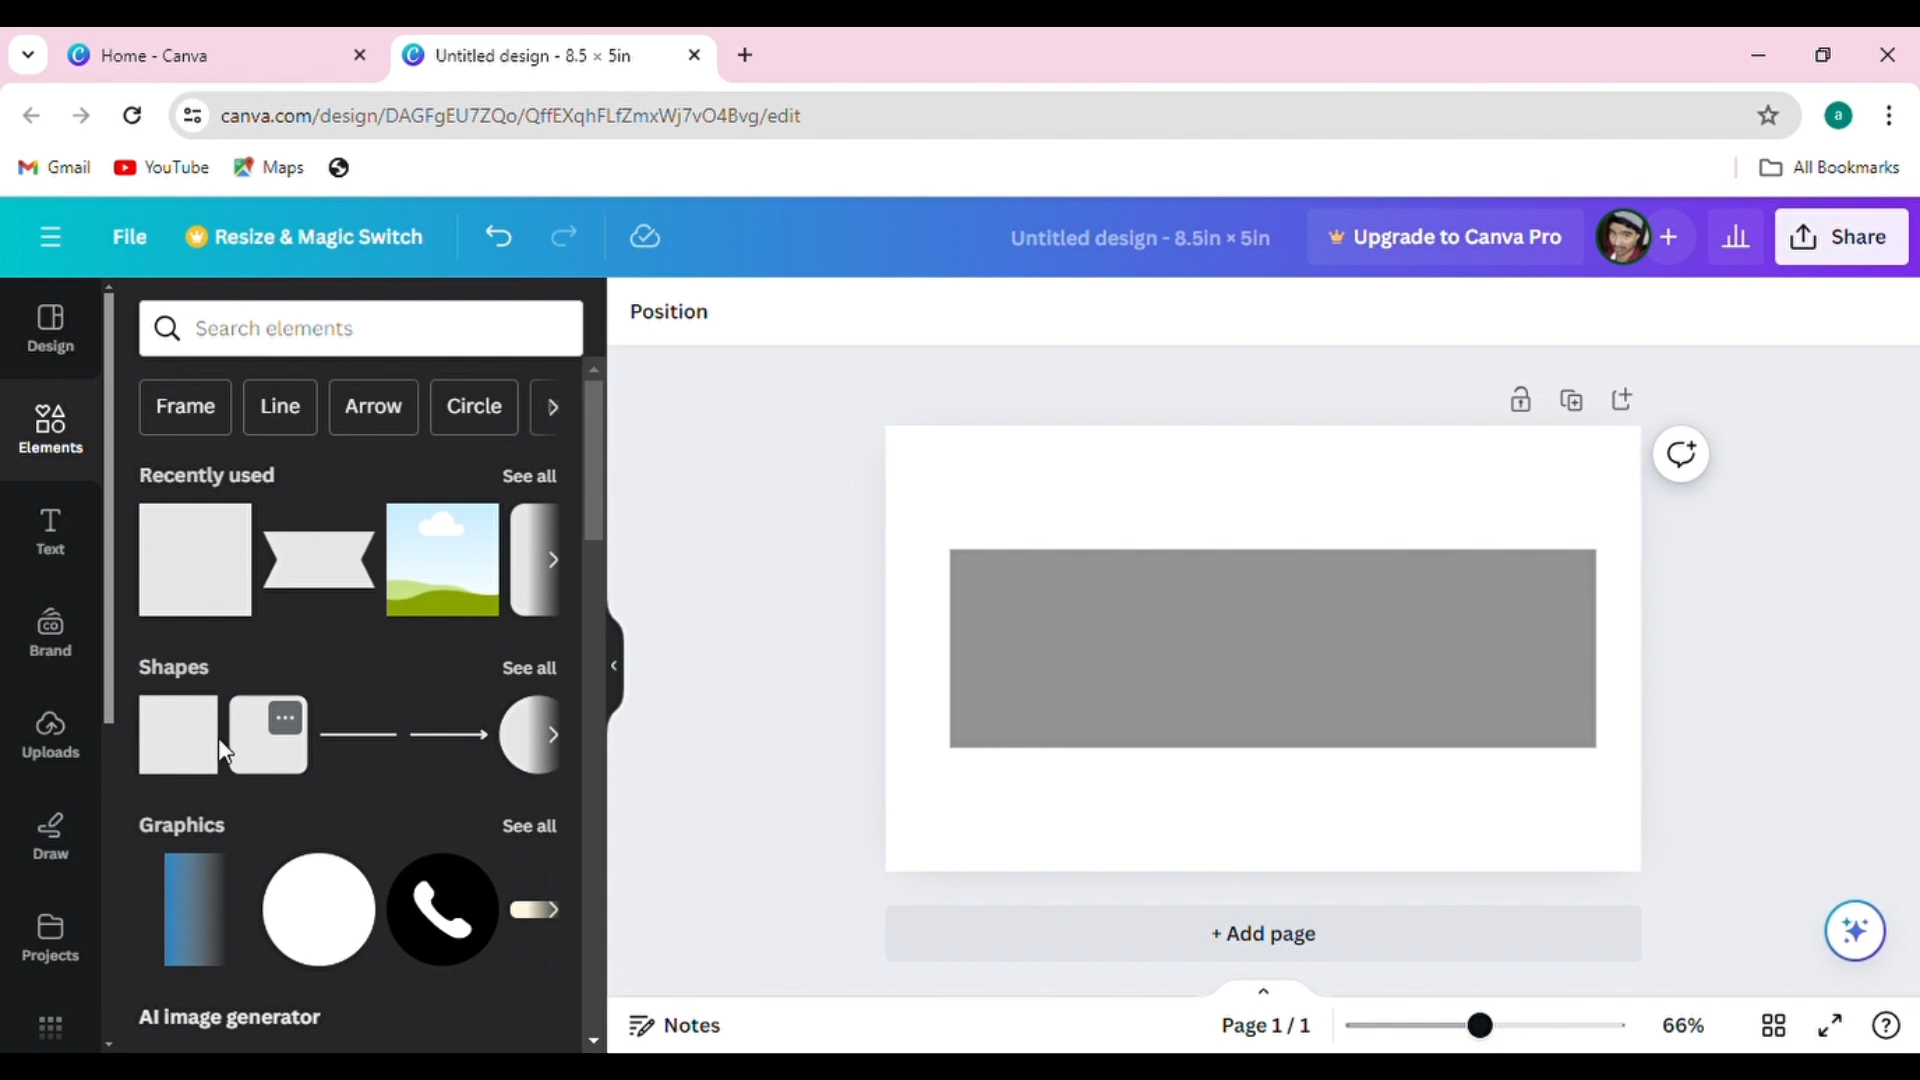 Home - Canva
Untitled design - 8.5 × 5in
canva.com/design/DAGFgEU7ZQo/QffEXqhFLfZmxWj7vO4Bvg/edit
a
Gmail
YouTube
Maps
All Bookmarks
File
Resize & Magic Switch
Untitled design - 8.5in × 5in
Upgrade to Canva Pro
+
Share
Design
Elements
Text
Brand
Uploads
Draw
Projects
Search elements
Frame
Line
Arrow
Circle
Recently used
See all
Shapes
See all
Graphics
See all
AI image generator
Position
+ Add page
Notes
Page 1 / 1
66%